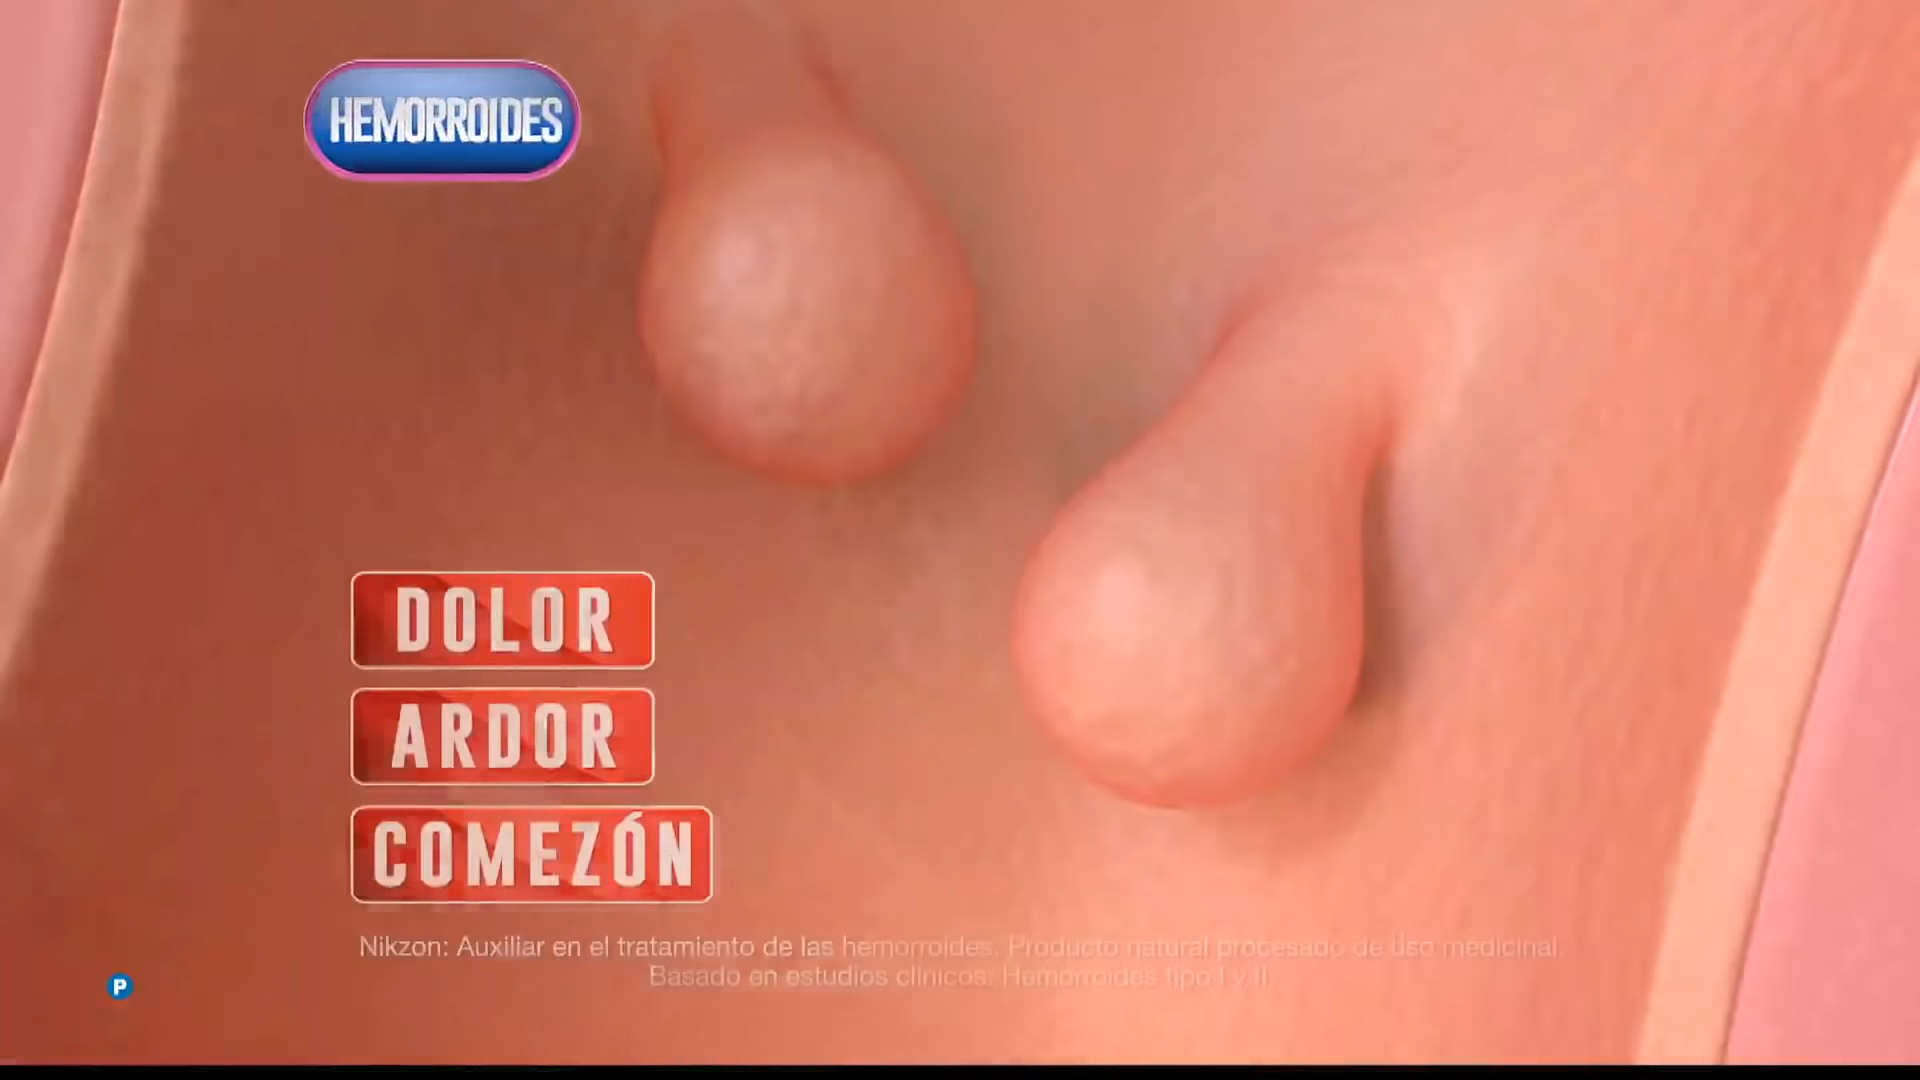 HEMORROIDES
DOLOR
ARDOR
COMEZÓN
Nikzon: Auxiliar en el tratamiento de las hemorroides. Producto natural procesado de uso medicinal.
Basado en estudios clínicos: Hemorroides tipo I y II
P